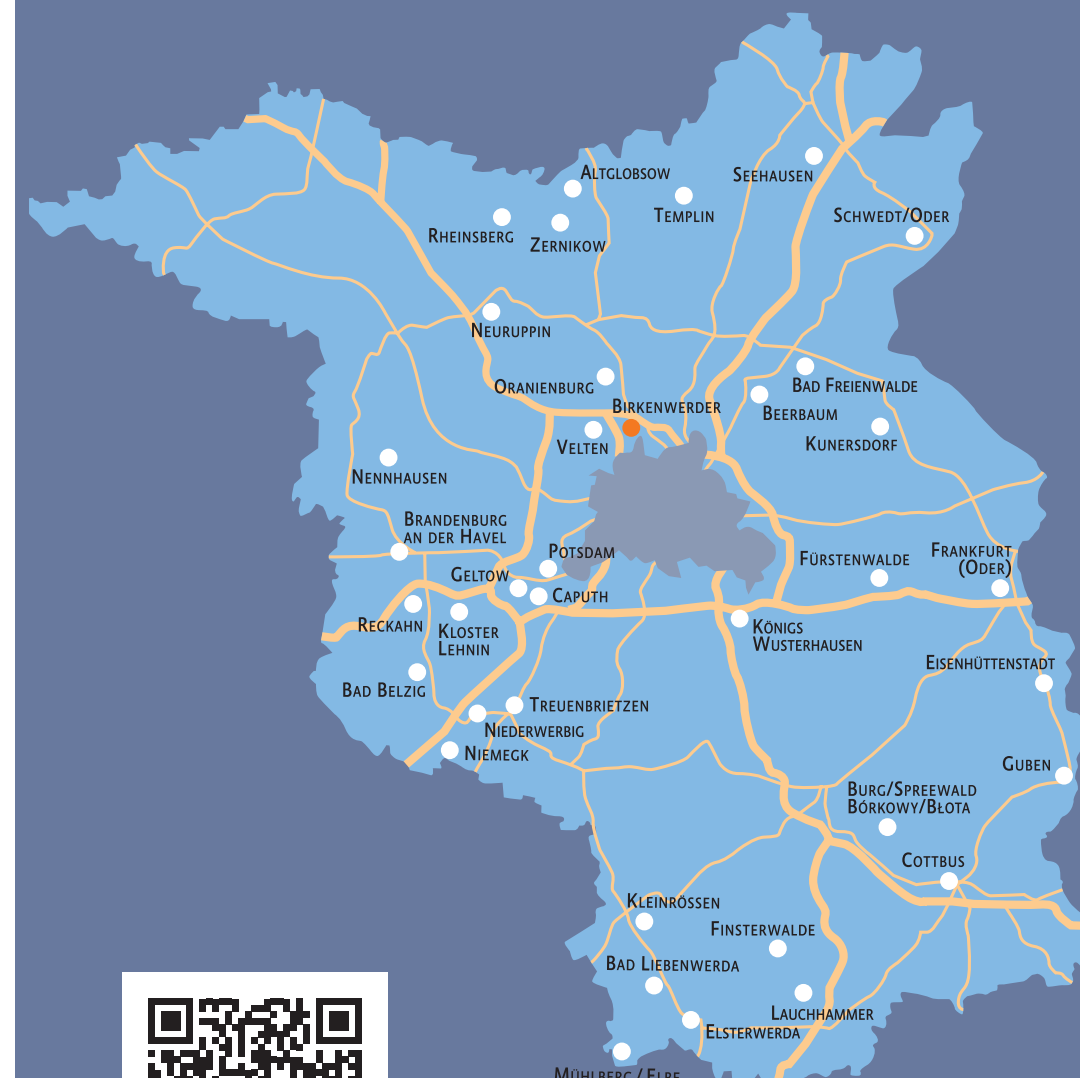 Altglobsow
Seehausen
Templin
Schwedt/Oder
Rheinsberg
Zernikow
Neuruppin
Oranienburg
Bad Freienwalde
Birkenwerder
Beerbaum
Velten
Kunersdorf
Nennhausen
Brandenburg
an der Havel
Potsdam
Fürstenwalde
Frankfurt
(Oder)
Geltow
Caputh
Reckahn
Kloster
Lehnin
Königs
Wusterhausen
Eisenhüttenstadt
Bad Belzig
Treuenbrietzen
Niederwerbig
Niemegk
Guben
Burg/Spreewald
Bórkowy/Błota
Cottbus
Kleinrössen
Finsterwalde
Bad Liebenwerda
Lauchhammer
Elsterwerda
Mühlberg / Elbe